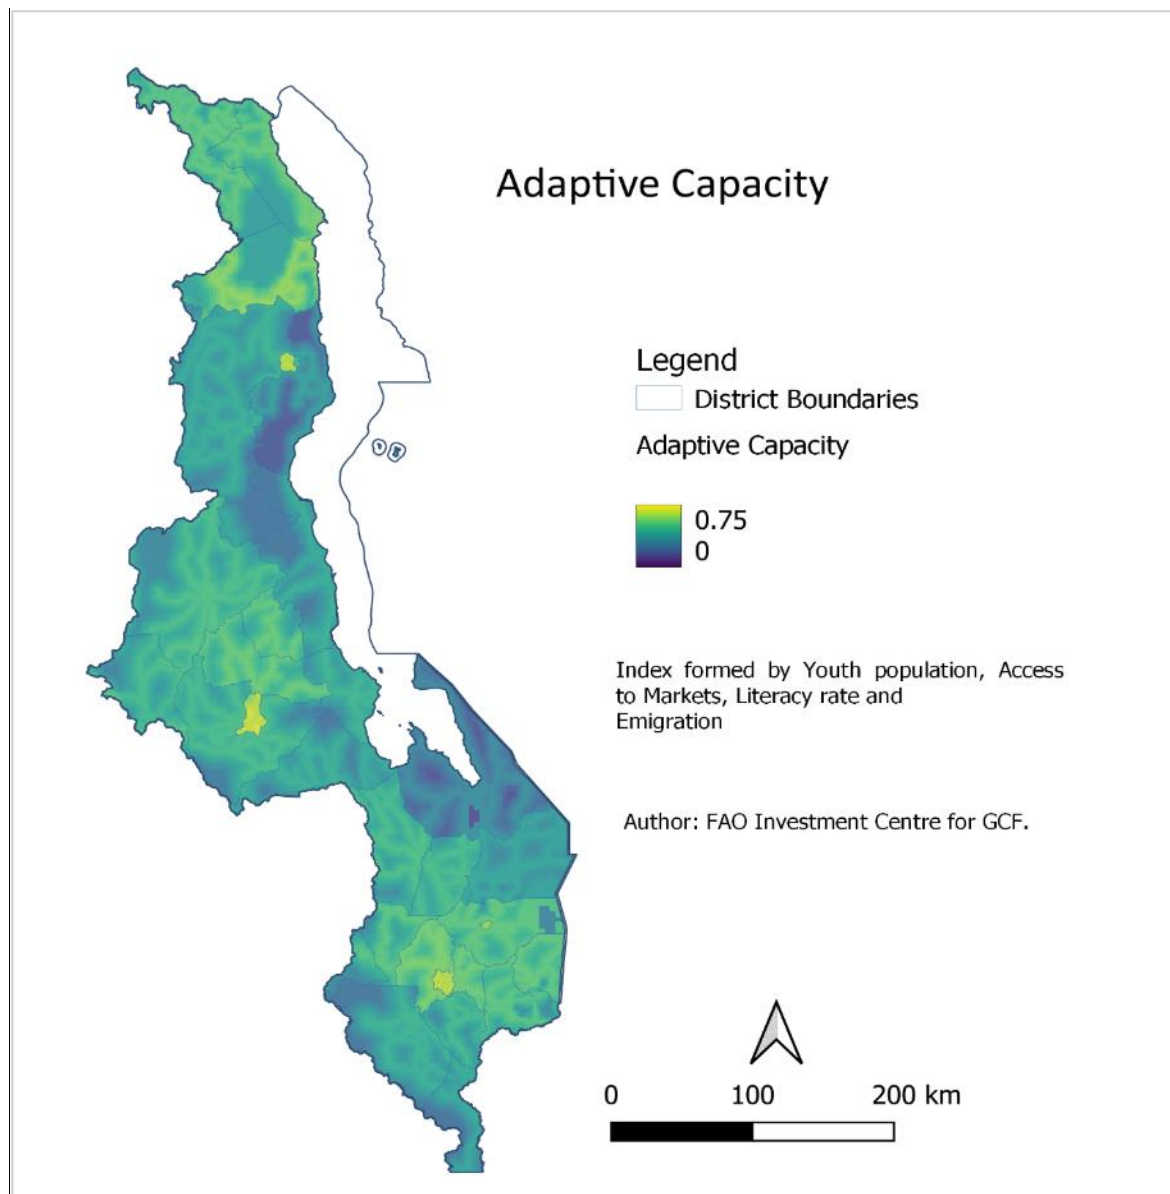 Adaptive Capacity
Legend
District Boundaries
Adaptive Capacity
0.75
0
Index formed by Youth population, Access
to Markets, Literacy rate and
Emigration
Author: FAO Investment Centre for GCF.
0 100 200 km